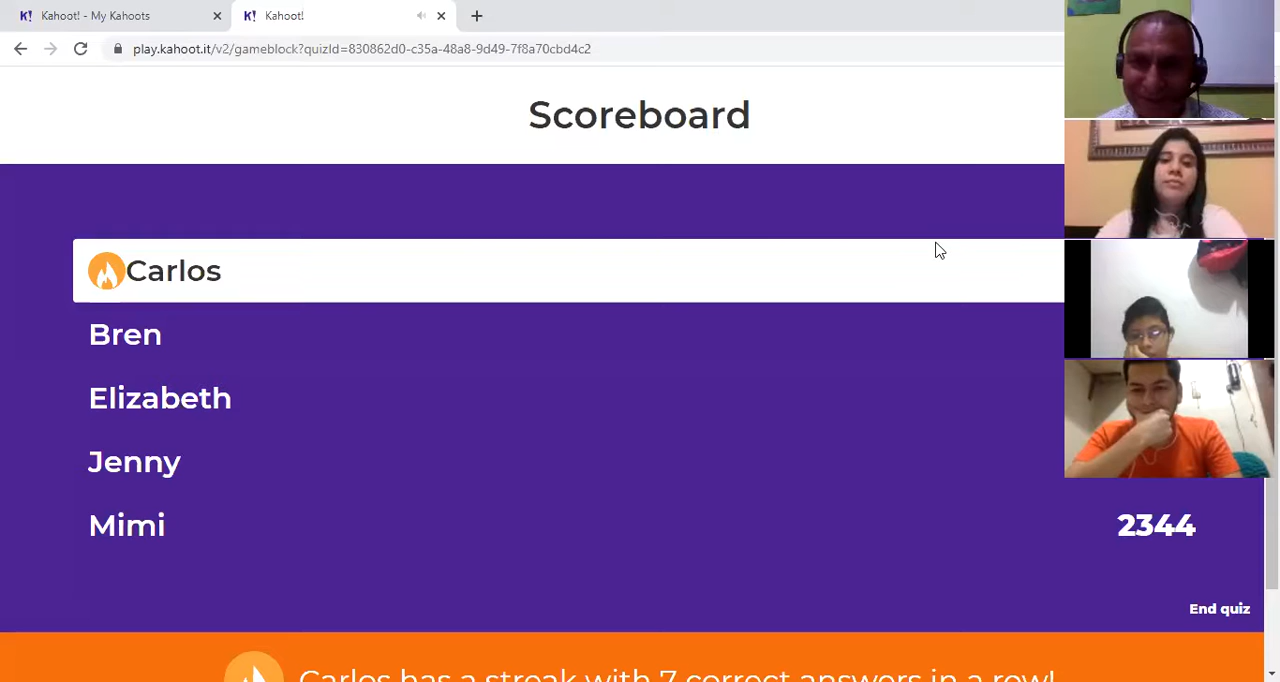 K! Kahoot! - My Kahoots
K! Kahoot!
play.kahoot.it/v2/gameblock?quizId=830862d0-c35a-48a8-9d49-7f8a70cbd4c2
Scoreboard
Carlos
Bren
Elizabeth
Jenny
Mimi 2344
End quiz
Carlos has a streak with 7 correct answers in a row!